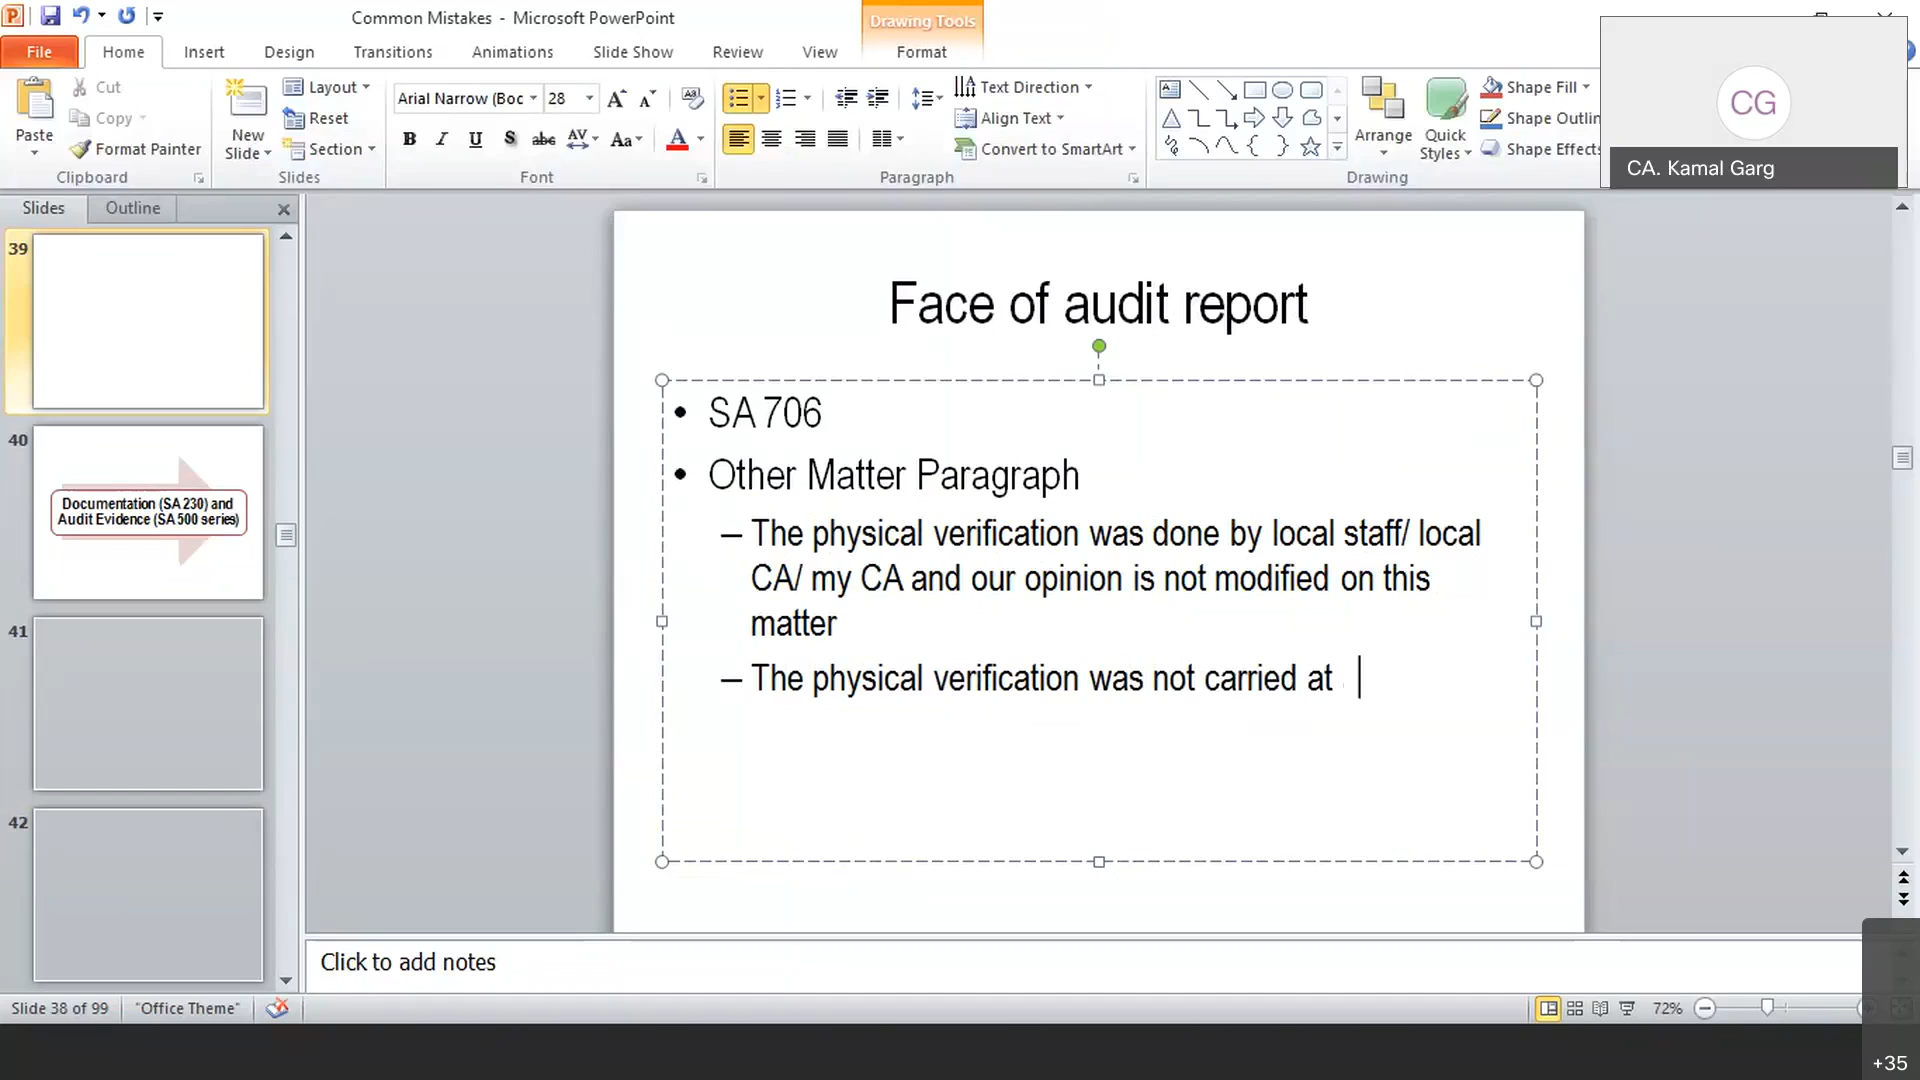 Common Mistakes - Microsoft PowerPoint
Drawing Tools
File
Home
Insert
Design
Transitions
Animations
Slide Show
Review
View
Format
Paste
Cut
Copy
Format Painter
Clipboard
New
Slide
Layout
Reset
Section
Slides
Arial Narrow (Boc
28
Font
Text Direction
Align Text
Convert to SmartArt
Paragraph
Arrange
Quick
Styles
Shape Fill
Shape Outlin
Shape Effects
Drawing
CG
CA. Kamal Garg
Slides
Outline
39
40
Documentation (SA 230) and
Audit Evidence (SA 500 series)
41
42
Face of audit report
• SA 706
• Other Matter Paragraph
– The physical verification was done by local staff/ local
CA/ my CA and our opinion is not modified on this
matter
– The physical verification was not carried at
Click to add notes
Slide 38 of 99
"Office Theme"
72%
+35